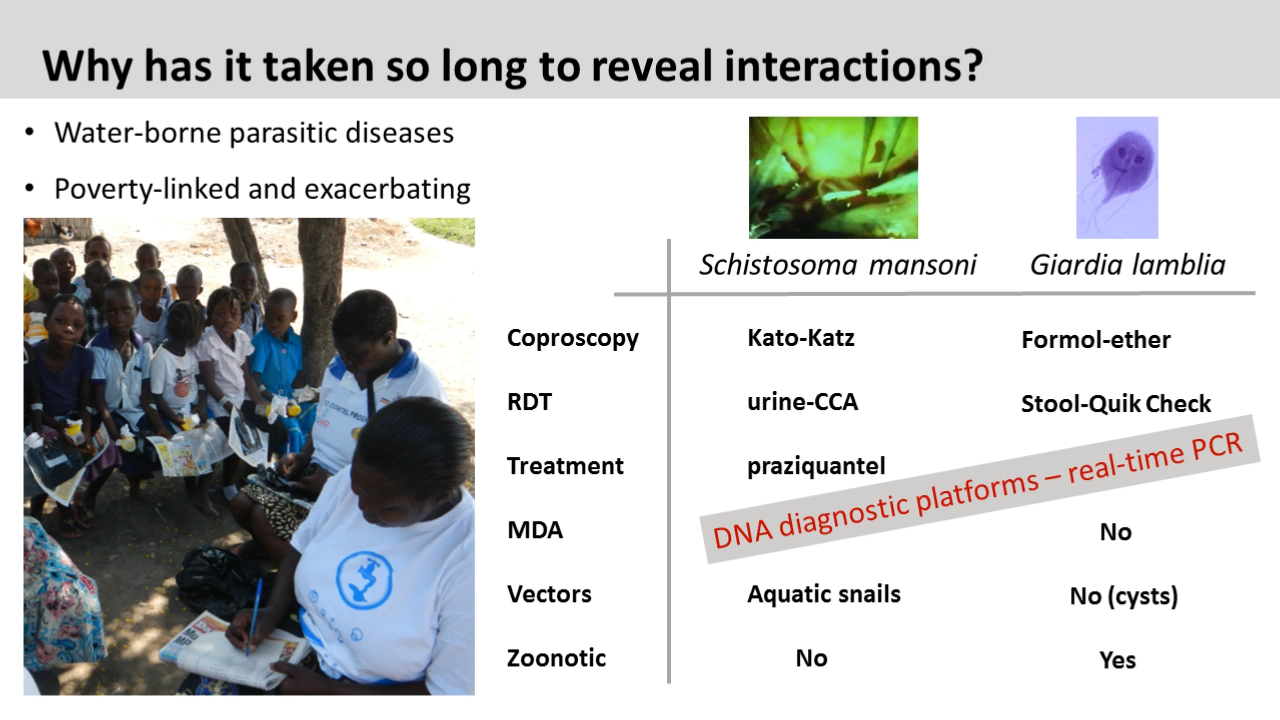 Why has it taken so long to reveal interactions?
• Water-borne parasitic diseases
• Poverty-linked and exacerbating
Schistosoma mansoni Giardia lamblia
Coproscopy Kato-Katz Formol-ether
RDT urine-CCA Stool-Quik Check
Treatment praziquantel
DNA diagnostic platforms – real-time PCR
MDA No
Vectors Aquatic snails No (cysts)
Zoonotic No Yes